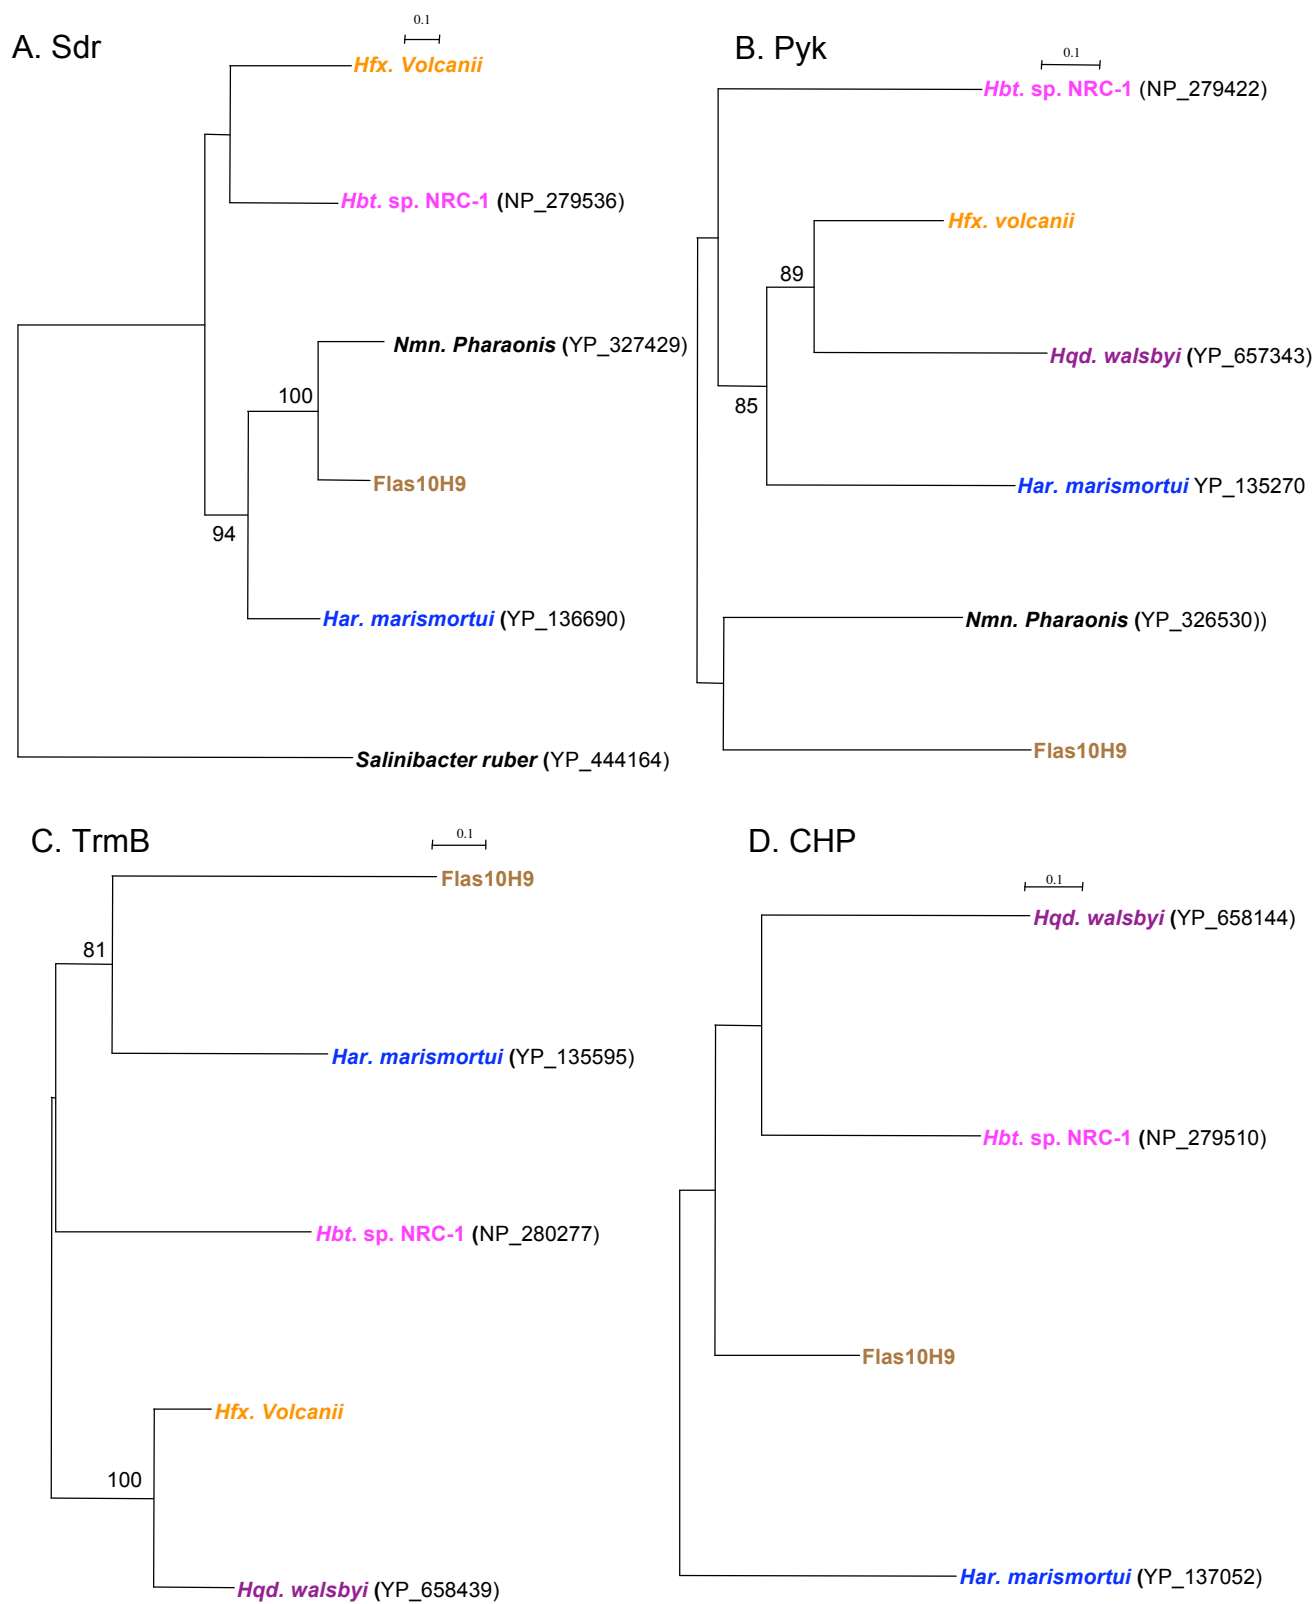 A. Sdr
0.1
Hfx. Volcanii
Hbt. sp. NRC-1 (NP_279536)
Nmn. Pharaonis (YP_327429)
100
Flas10H9
94
Har. marismortui (YP_136690)
Salinibacter ruber (YP_444164)
B. Pyk
0.1
Hbt. sp. NRC-1 (NP_279422)
Hfx. volcanii
89
Hqd. walsbyi (YP_657343)
85
Har. marismortui YP_135270
Nmn. Pharaonis (YP_326530))
Flas10H9
C. TrmB
0.1
Flas10H9
81
Har. marismortui (YP_135595)
Hbt. sp. NRC-1 (NP_280277)
Hfx. Volcanii
100
Hqd. walsbyi (YP_658439)
D. CHP
0.1
Hqd. walsbyi (YP_658144)
Hbt. sp. NRC-1 (NP_279510)
Flas10H9
Har. marismortui (YP_137052)